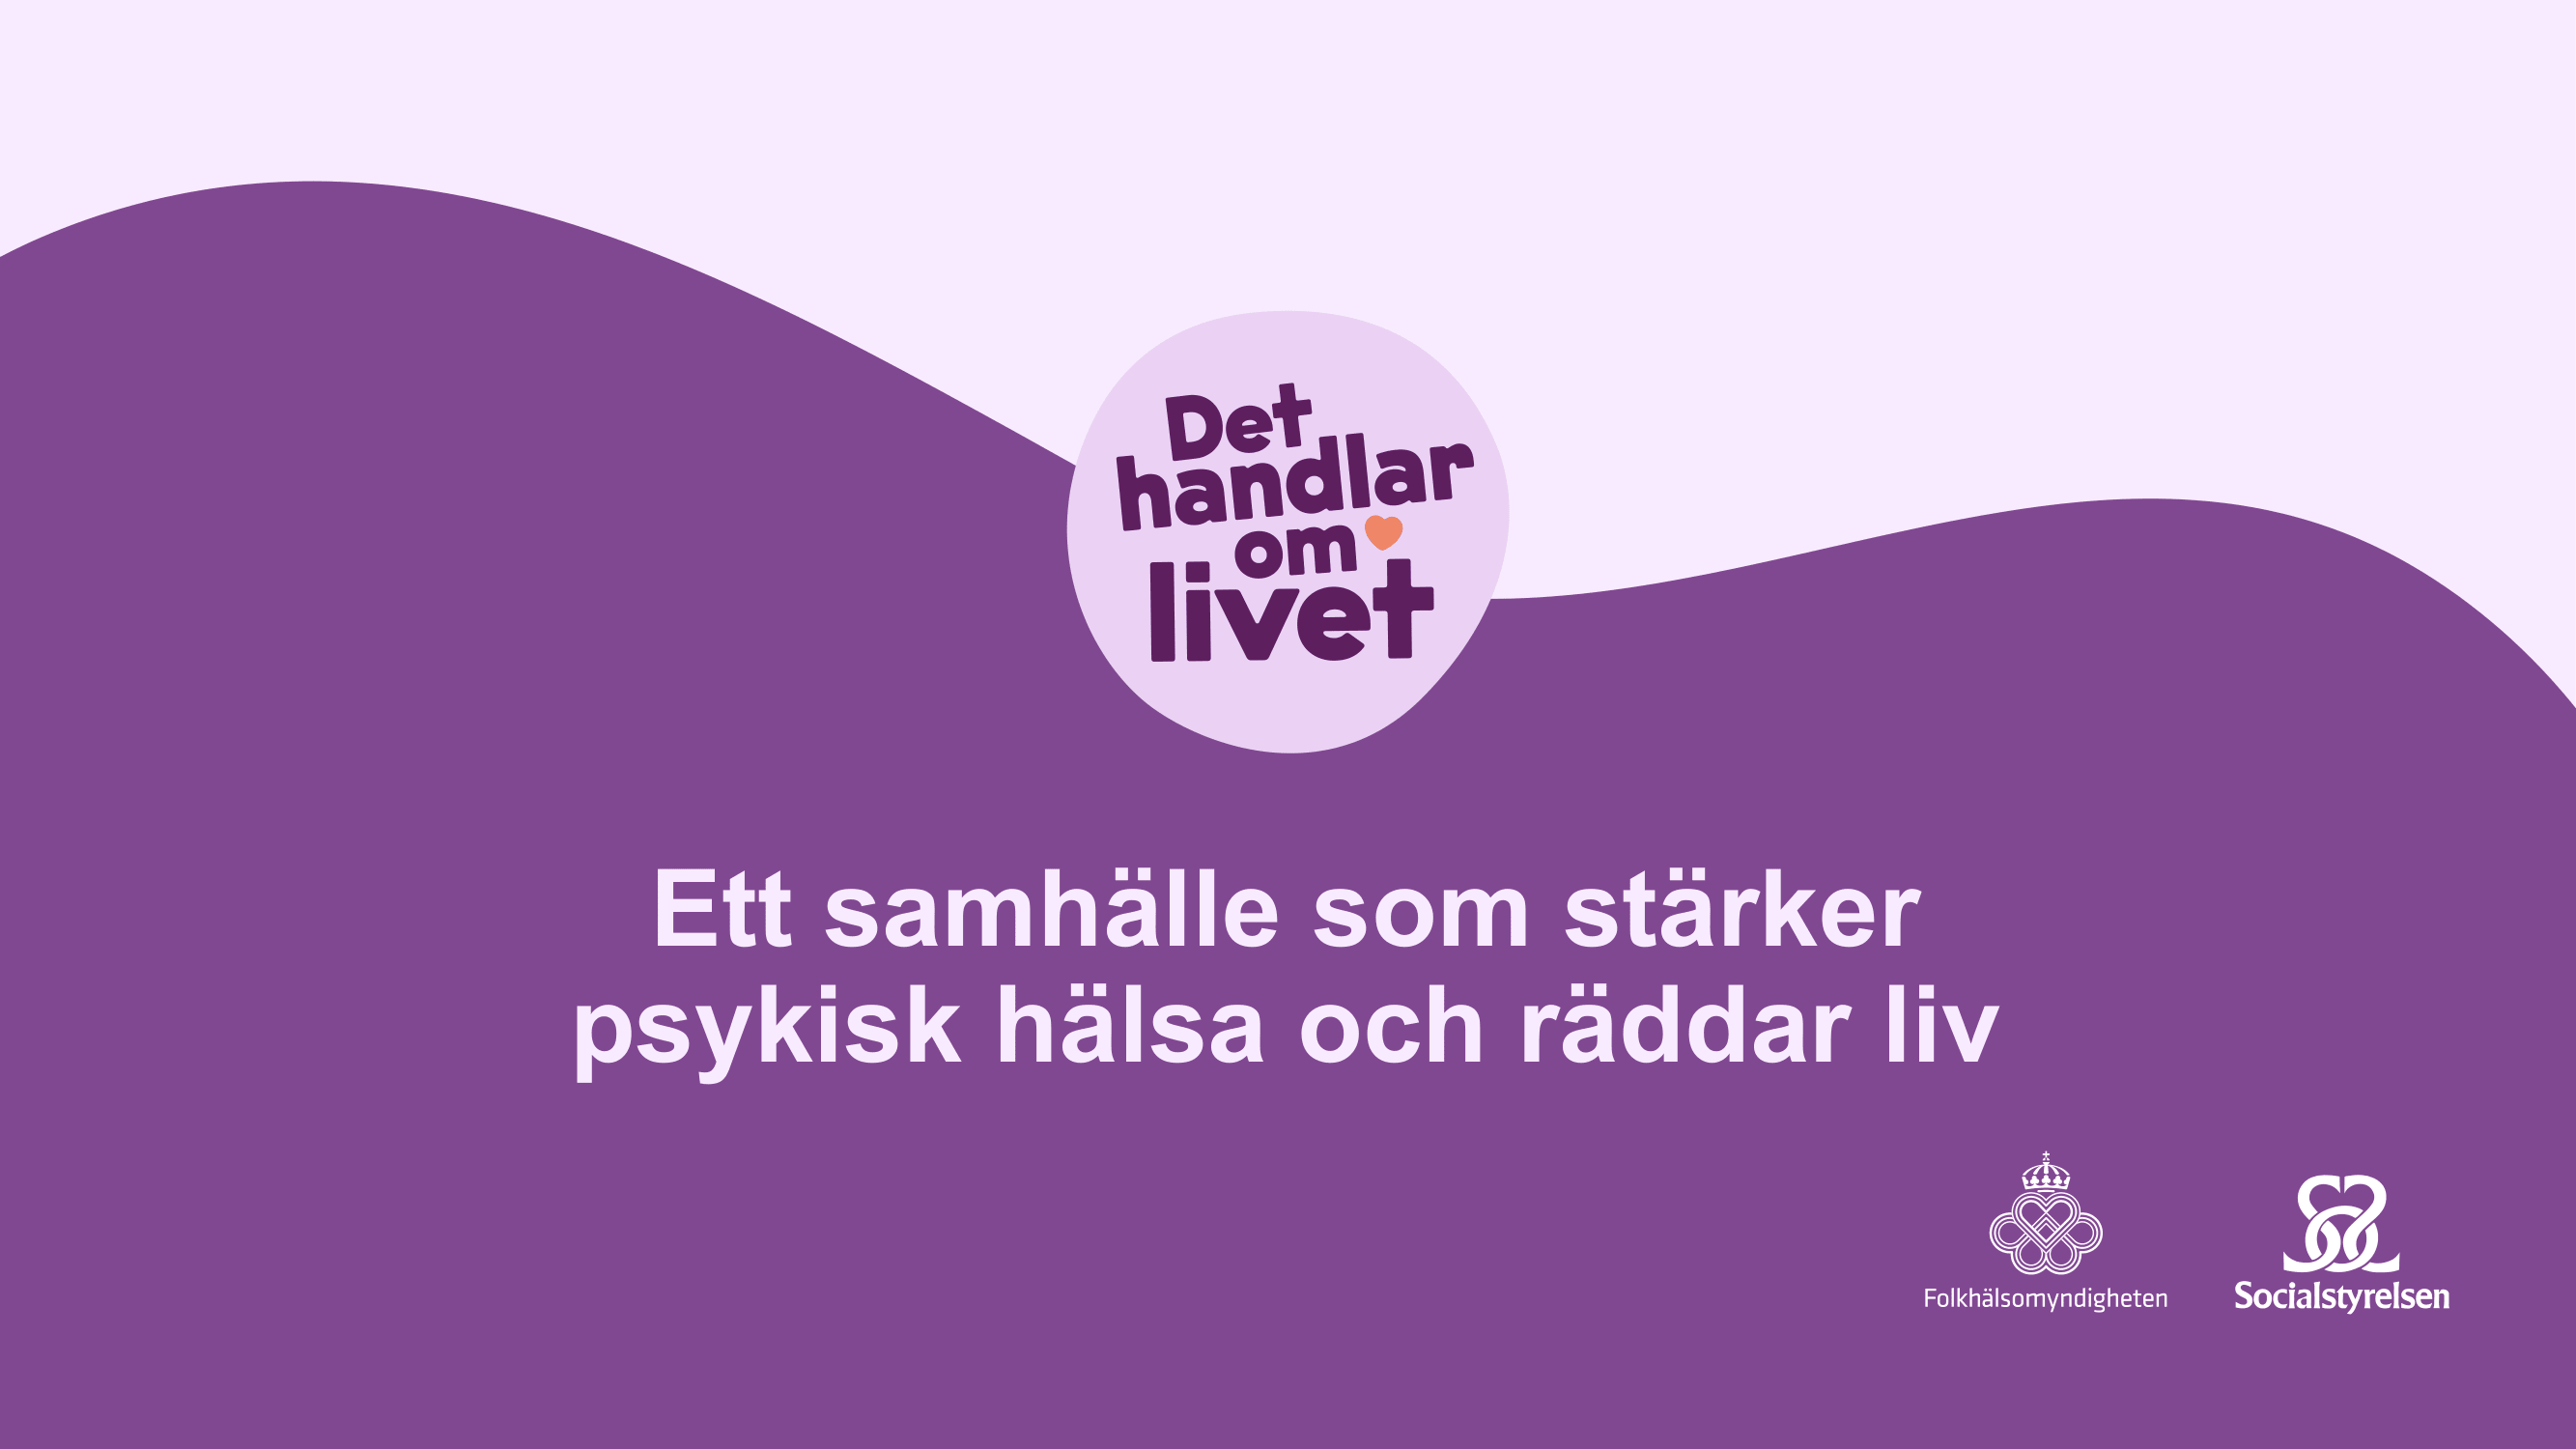 Det
handlar
om
livet
Ett samhälle som stärker
psykisk hälsa och räddar liv
Folkhälsomyndigheten
Socialstyrelsen